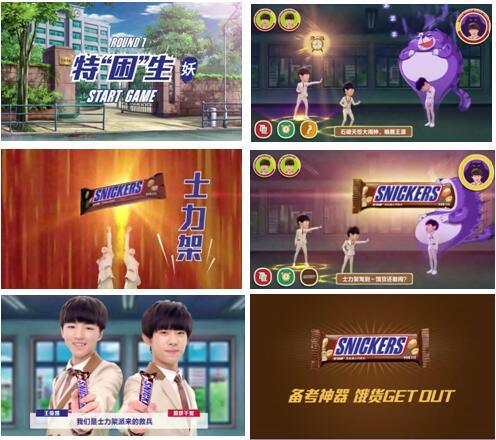 ROUND 1
特“困”生
妖
START GAME
石破天惊大闹钟，唤醒王源
SNICKERS
士力架
SNICKERS
士力架驾到~饿货还敢闹?
王俊凯
易烊千玺
我们是士力架派来的救兵
SNICKERS
备考神器 饿货GET OUT